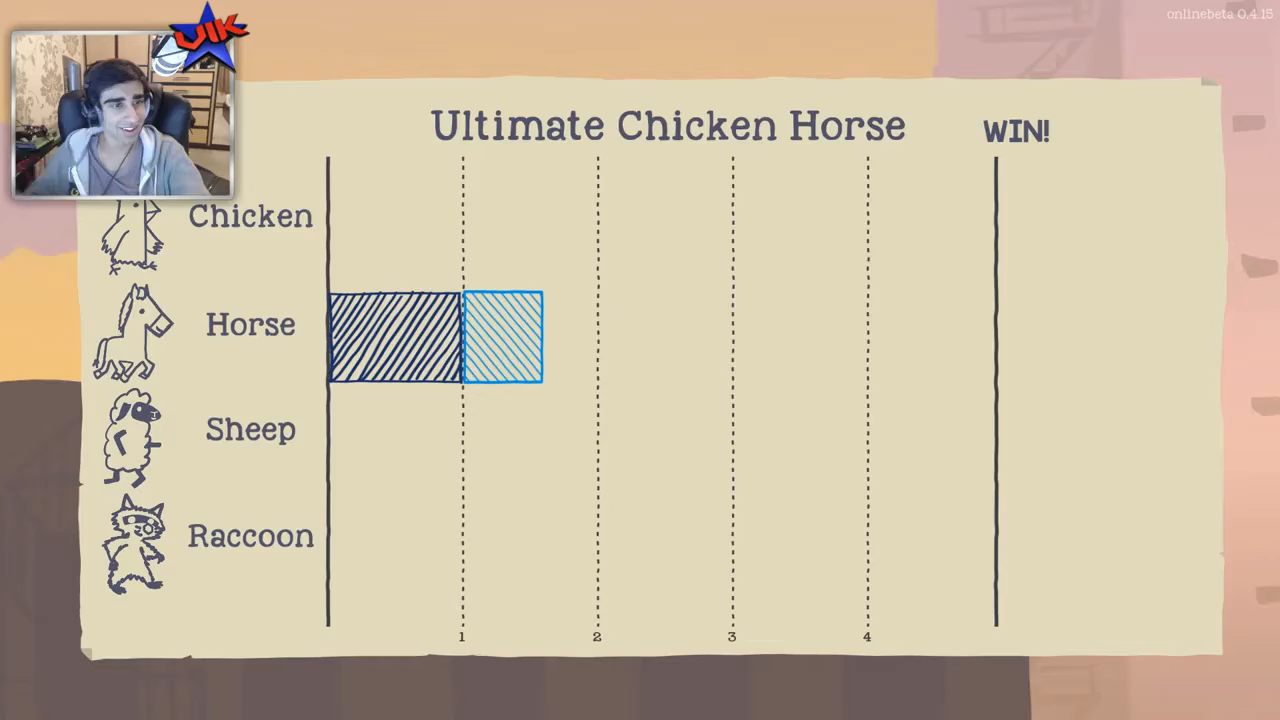 onlinebeta 0.4.15
VIK
Ultimate Chicken Horse
WIN!
Chicken
Horse
Sheep
Raccoon
1 2 3 4